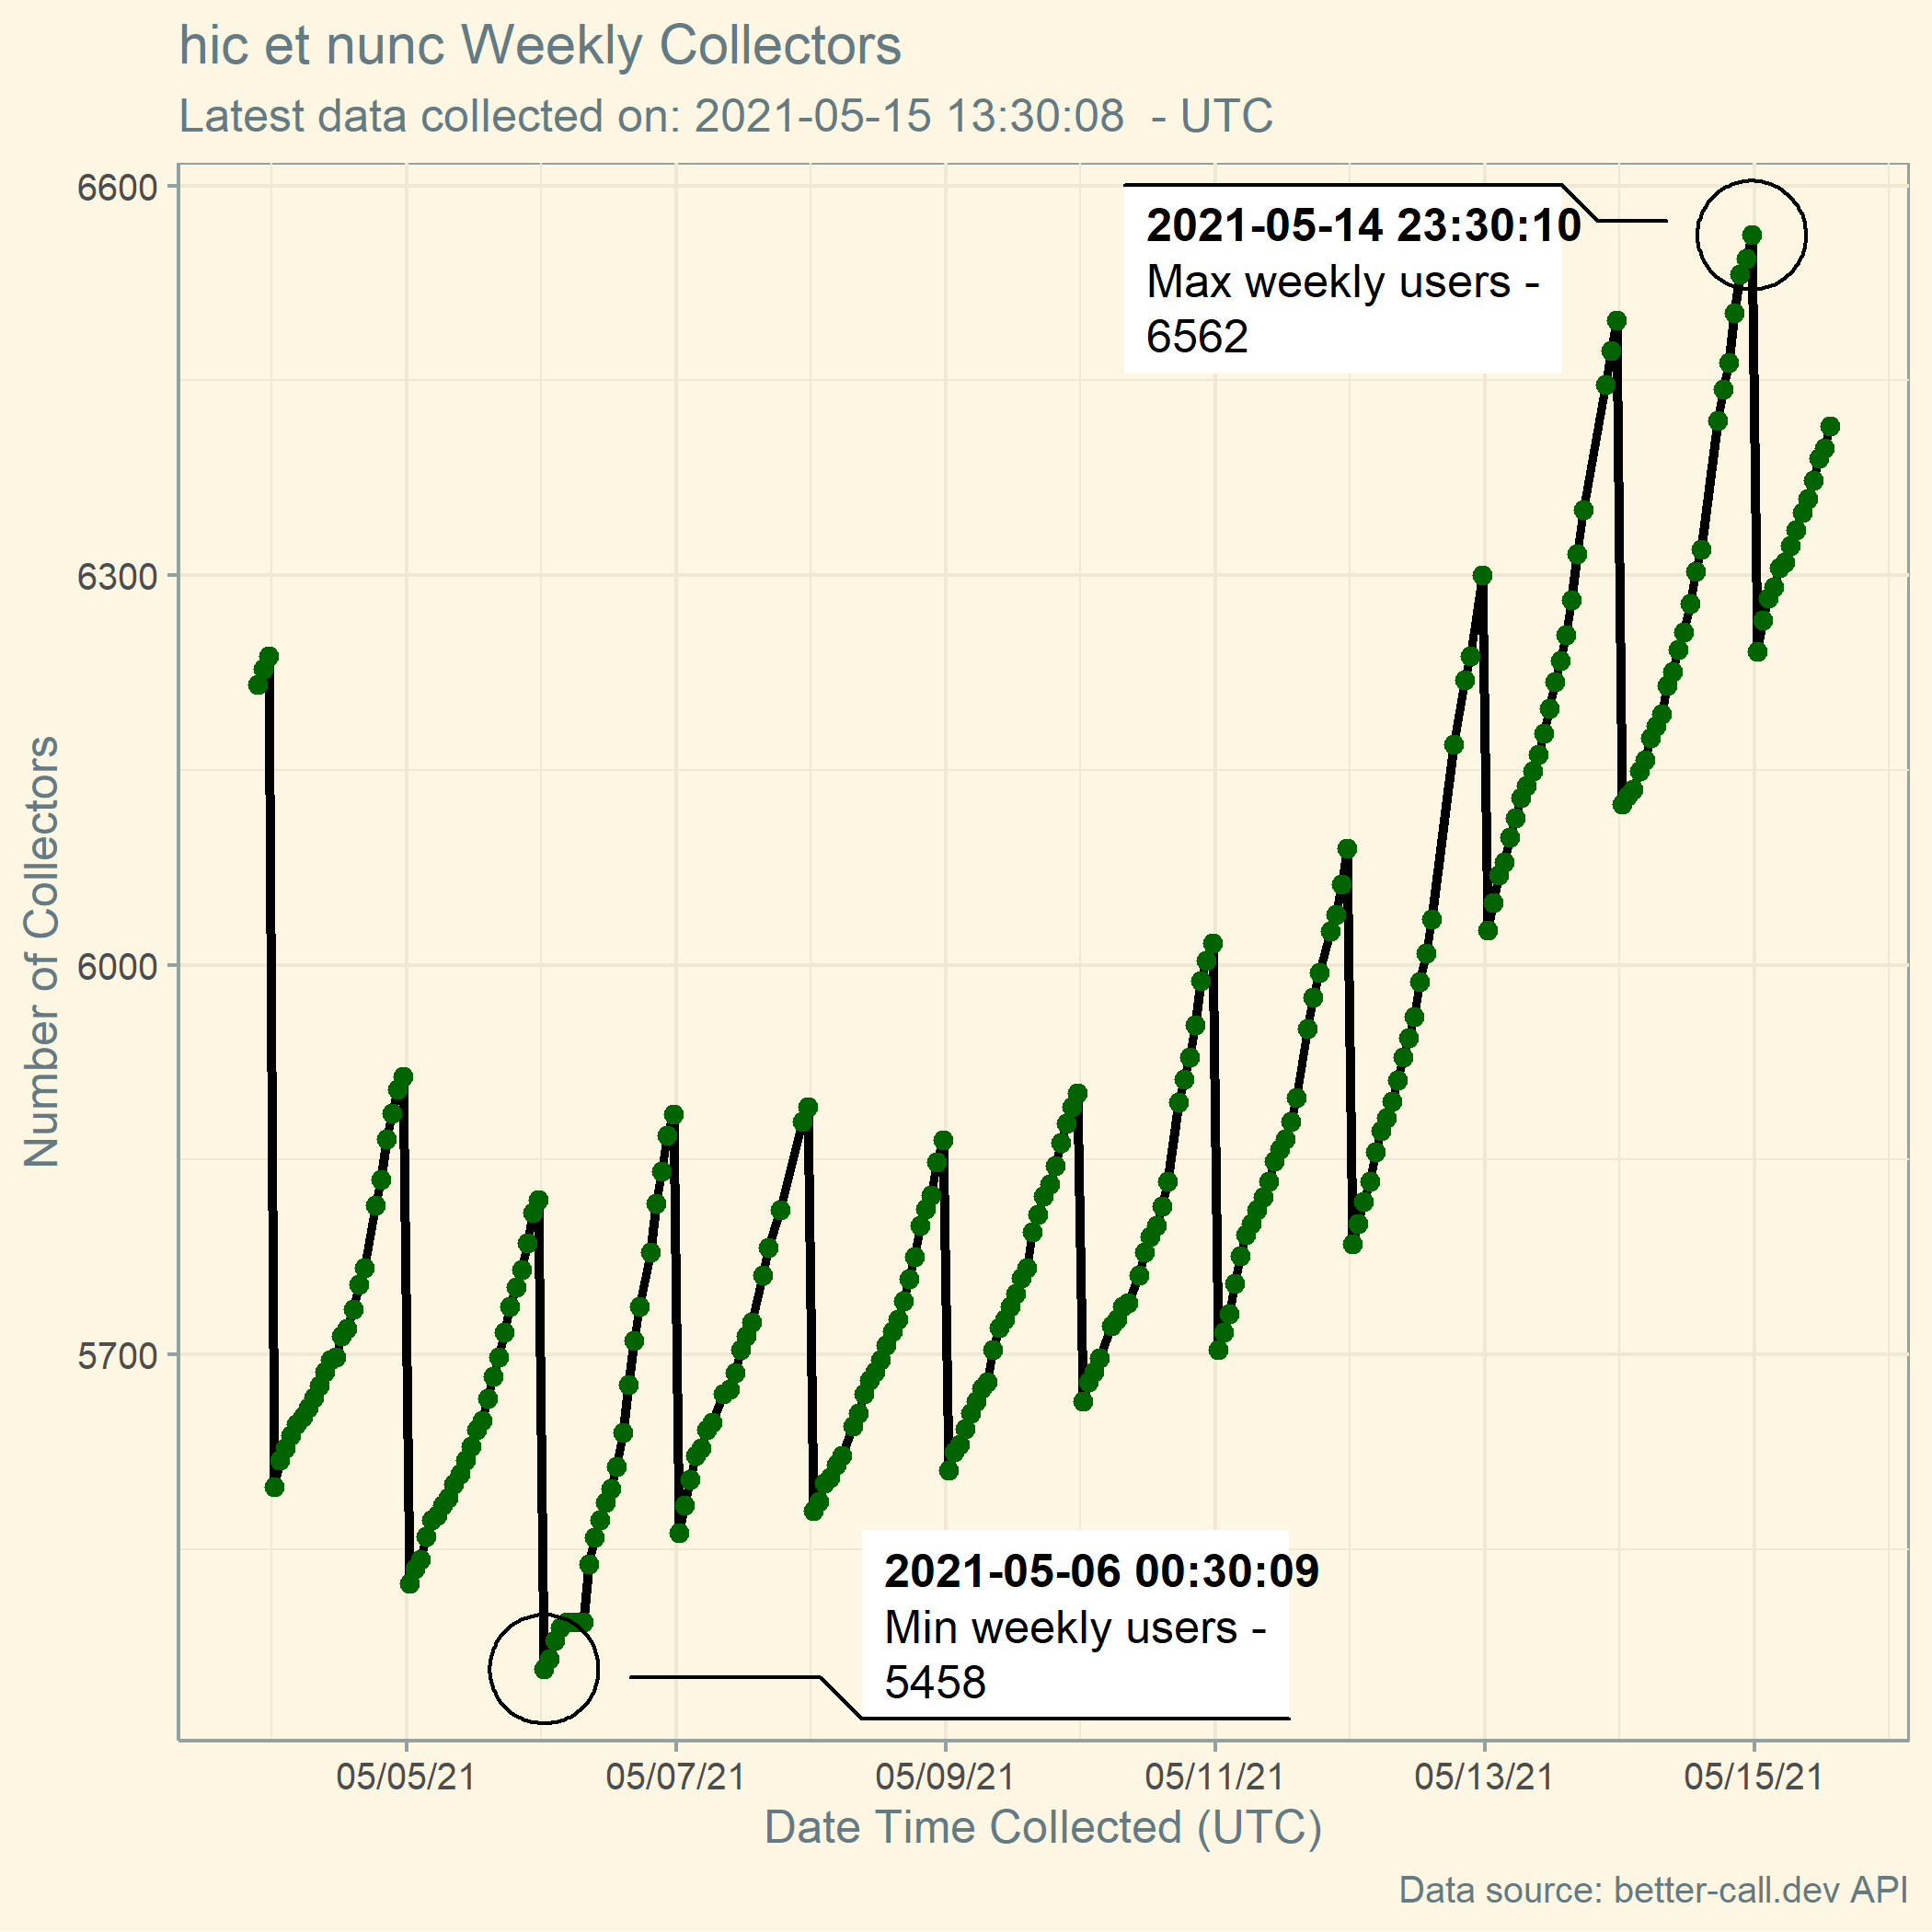 hic et nunc Weekly Collectors
Latest data collected on: 2021-05-15 13:30:08  - UTC
Number of Collectors
6600
6300
6000
5700
2021-05-14 23:30:10
Max weekly users -
6562
2021-05-06 00:30:09
Min weekly users -
5458
05/05/21 05/07/21 05/09/21 05/11/21 05/13/21 05/15/21
Date Time Collected (UTC)
Data source: better-call.dev API